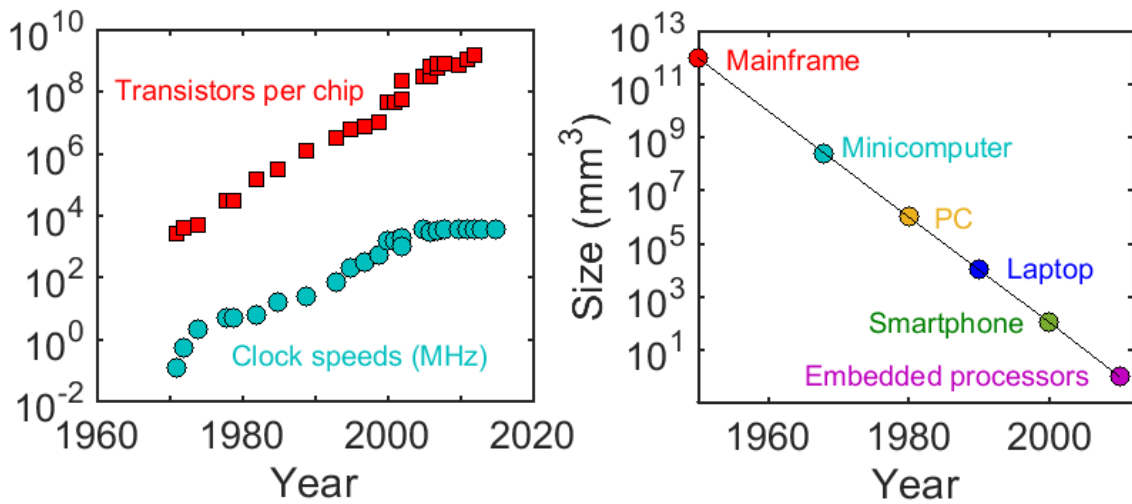 10^10
10^8
10^6
10^4
10^2
10^0
10^-2
Transistors per chip
Clock speeds (MHz)
1960
1980
2000
2020
Year
Size (mm^3)
10^13
10^11
10^9
10^7
10^5
10^3
10^1
Mainframe
Minicomputer
PC
Laptop
Smartphone
Embedded processors
1960
1980
2000
Year